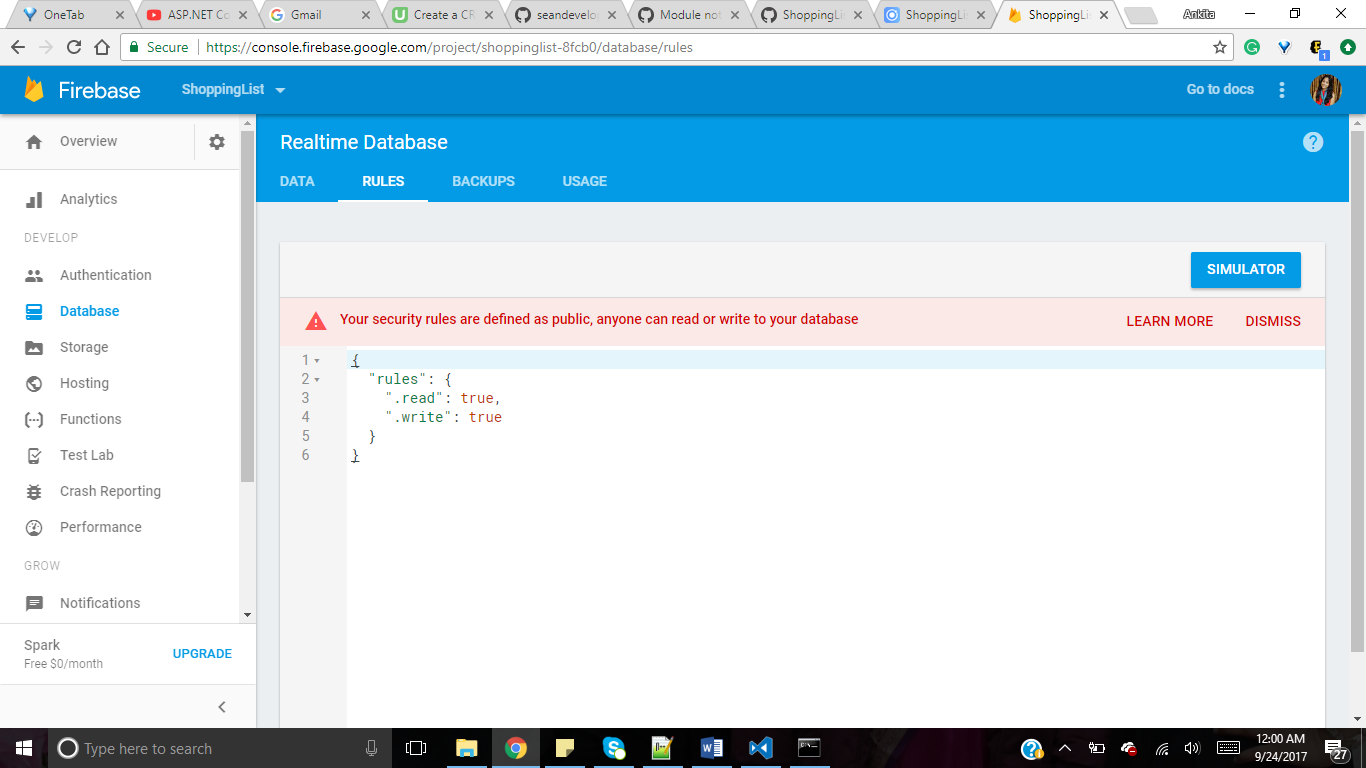 OneTab
ASP.NET Co
Gmail
Create a CR
seandevelop
Module not
ShoppingLi
ShoppingLi
ShoppingLi
Ankita
Secure
https://console.firebase.google.com/project/shoppinglist-8fcb0/database/rules
1
Firebase
ShoppingList
Go to docs
Overview
Analytics
DEVELOP
Authentication
Database
Storage
Hosting
Functions
Test Lab
Crash Reporting
Performance
GROW
Notifications
Spark
Free $0/month
UPGRADE
Realtime Database
DATA
RULES
BACKUPS
USAGE
SIMULATOR
Your security rules are defined as public, anyone can read or write to your database
LEARN MORE
DISMISS
1 {
2 "rules": {
3 ".read": true,
4 ".write": true
5 }
6 }
Type here to search
12:00 AM
9/24/2017
27